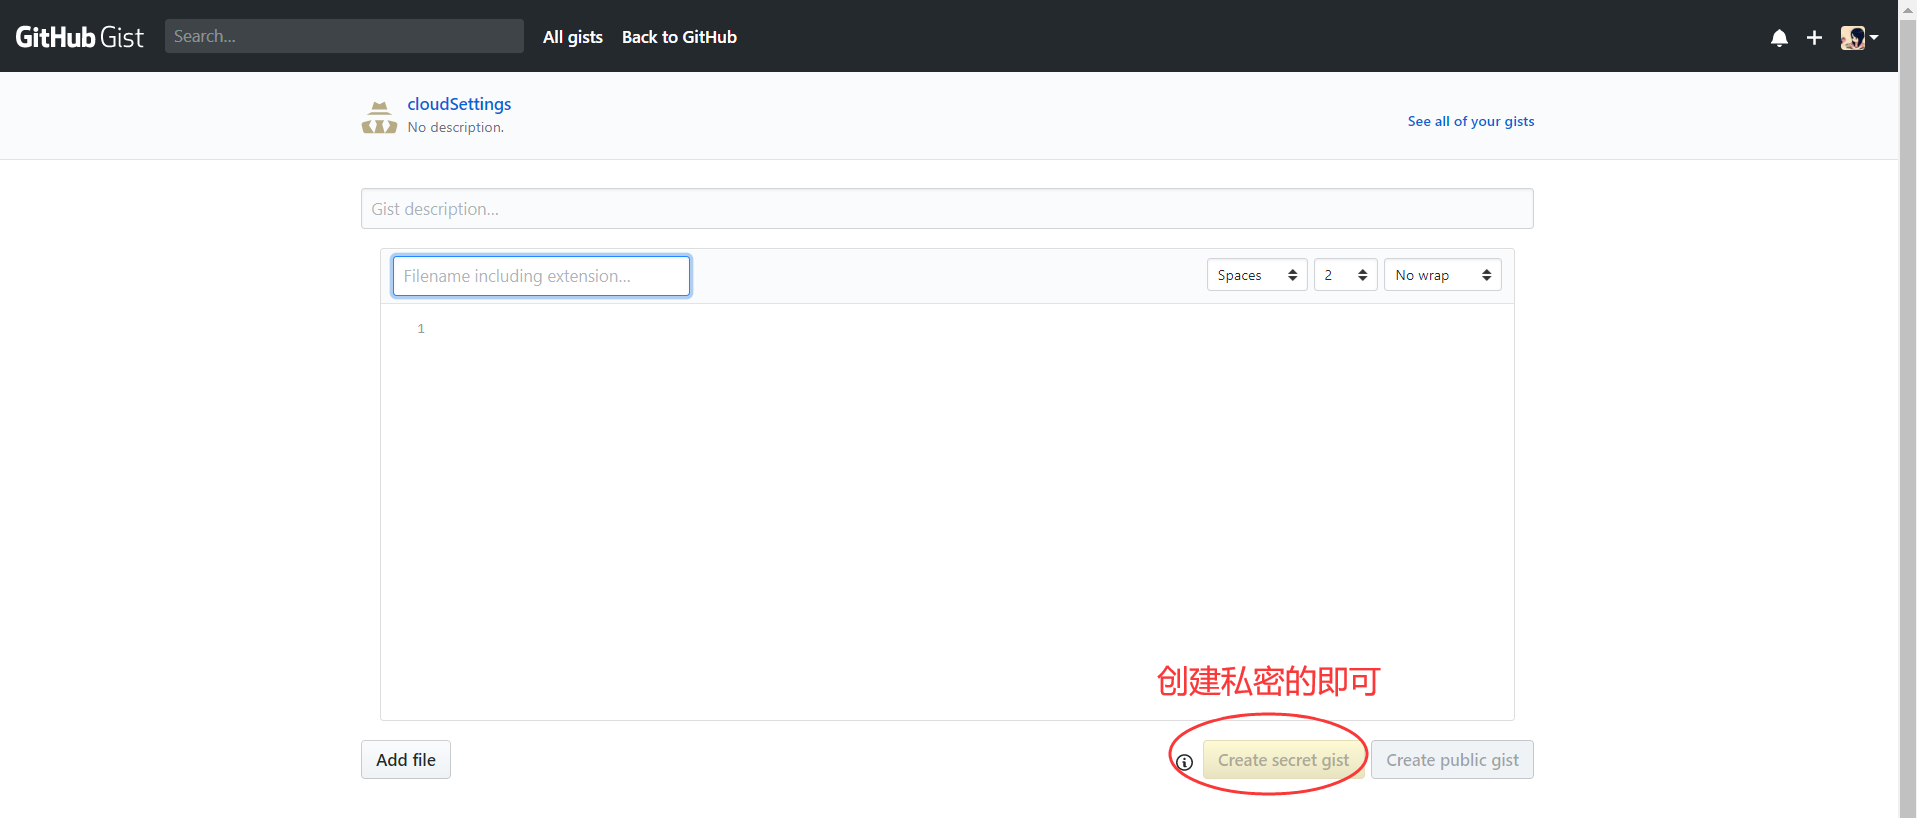 GitHub Gist Search... All gists Back to GitHub
cloudSettings
No description.
See all of your gists
Gist description...
Filename including extension... Spaces 2 No wrap
1
创建私密的即可
Add file Create secret gist Create public gist